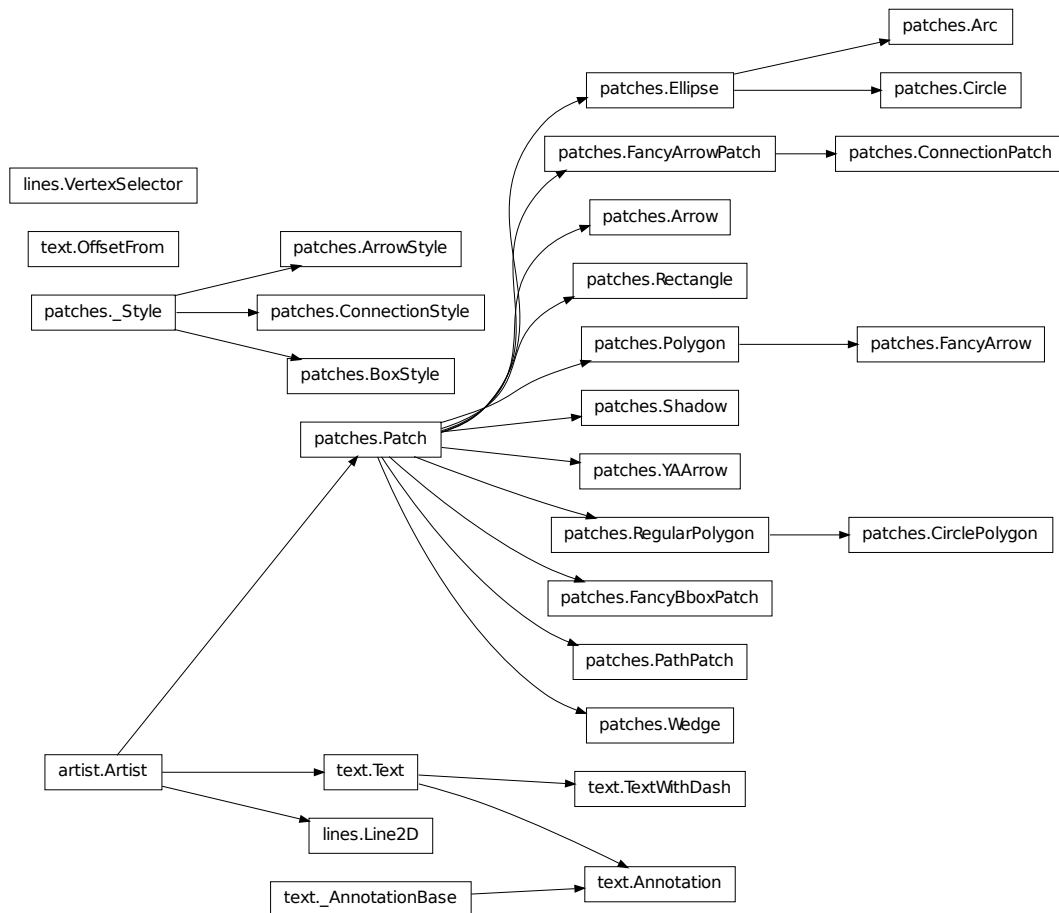 patches.Arc
patches.Ellipse
patches.Circle
patches.FancyArrowPatch
patches.ConnectionPatch
lines.VertexSelector
patches.Arrow
text.OffsetFrom
patches.ArrowStyle
patches.Rectangle
patches._Style
patches.ConnectionStyle
patches.Polygon
patches.FancyArrow
patches.BoxStyle
patches.Shadow
patches.Patch
patches.YAArrow
patches.RegularPolygon
patches.CirclePolygon
patches.FancyBboxPatch
patches.PathPatch
patches.Wedge
artist.Artist
text.Text
text.TextWithDash
lines.Line2D
text.Annotation
text._AnnotationBase